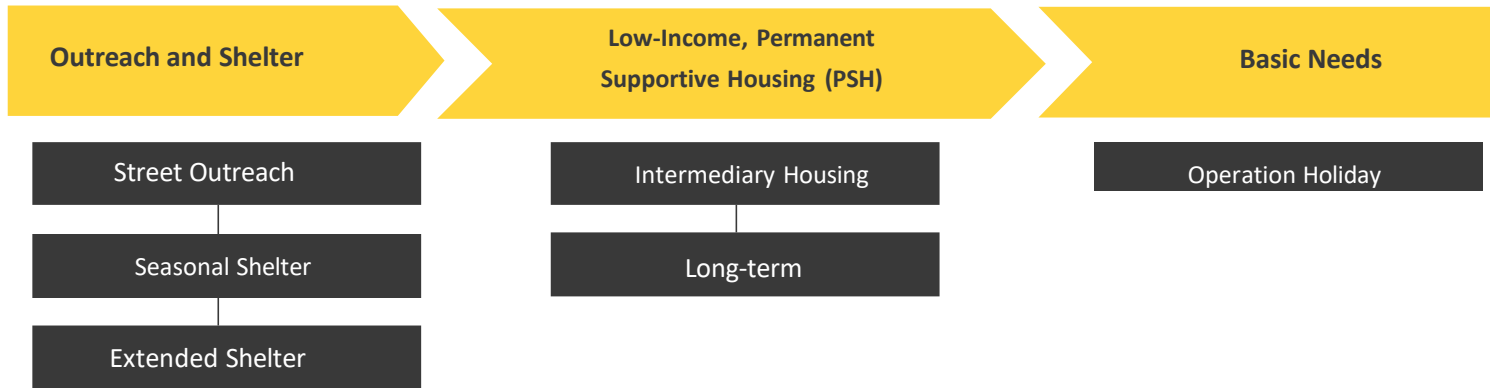 Outreach and Shelter
Low-Income, Permanent
Supportive Housing (PSH)
Basic Needs
Street Outreach
Seasonal Shelter
Extended Shelter
Intermediary Housing
Long-term
Operation Holiday